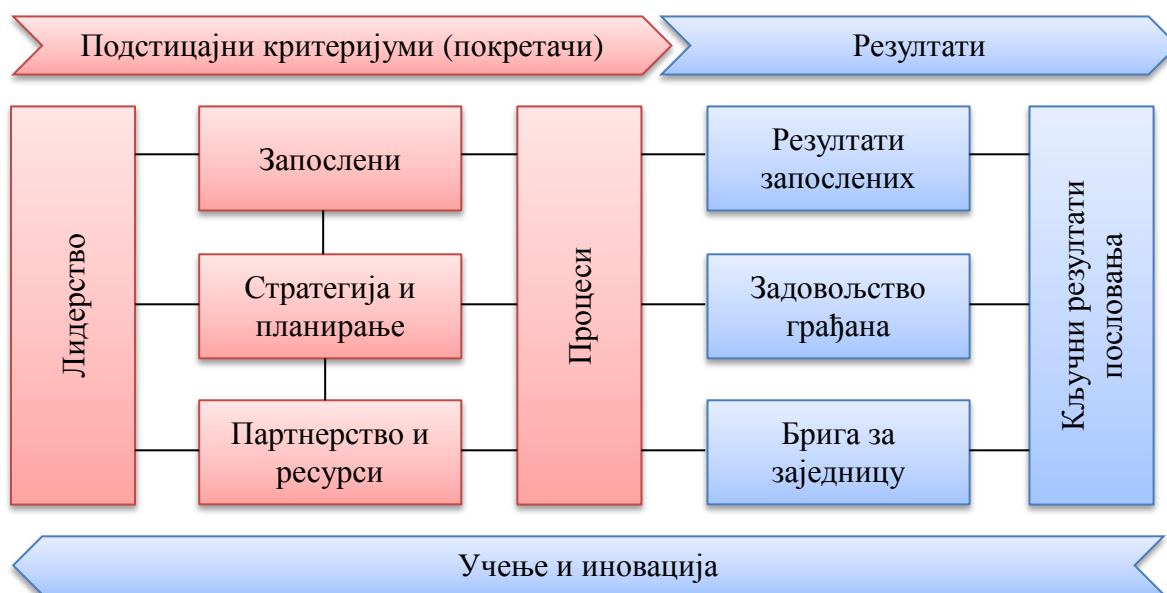 Подстицајни критеријуми (покретачи)
Резултати
Лидерство
Запослени
Стратегија и
планирање
Партнерство и
ресурси
Процеси
Резултати
запослених
Задовољство
грађана
Брига за
заједницу
Кључни резултати
пословања
Учење и иновација